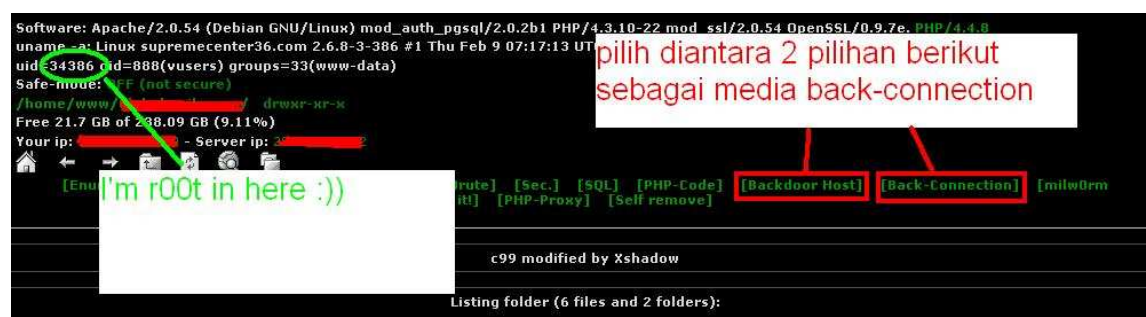 Software: Apache/2.0.54 (Debian GNU/Linux) mod_auth_pgsql/2.0.2b1 PHP/4.3.10-22 mod_ssl/2.0.54 OpenSSL/0.9.7e. PHP/4.4.8
uname -a: Linux supremecenter36.com 2.6.8-3-386 #1 Thu Feb 9 07:17:13 UT
uid=34386 gid=888(vusers) groups=33(www-data)
Safe-mode: OFF (not secure)
/home/www/ / drwxr-xr-x
Free 21.7 GB of 238.09 GB (9.11%)
Your ip: - Server ip: 2
pilih diantara 2 pilihan berikut
sebagai media back-connection
I'm r00t in here :))
[Sec.] [SQL] [PHP-Code] [Backdoor Host] [Back-Connection] [milw0rm
it!] [PHP-Proxy] [Self remove]
c99 modified by Xshadow
Listing folder (6 files and 2 folders):